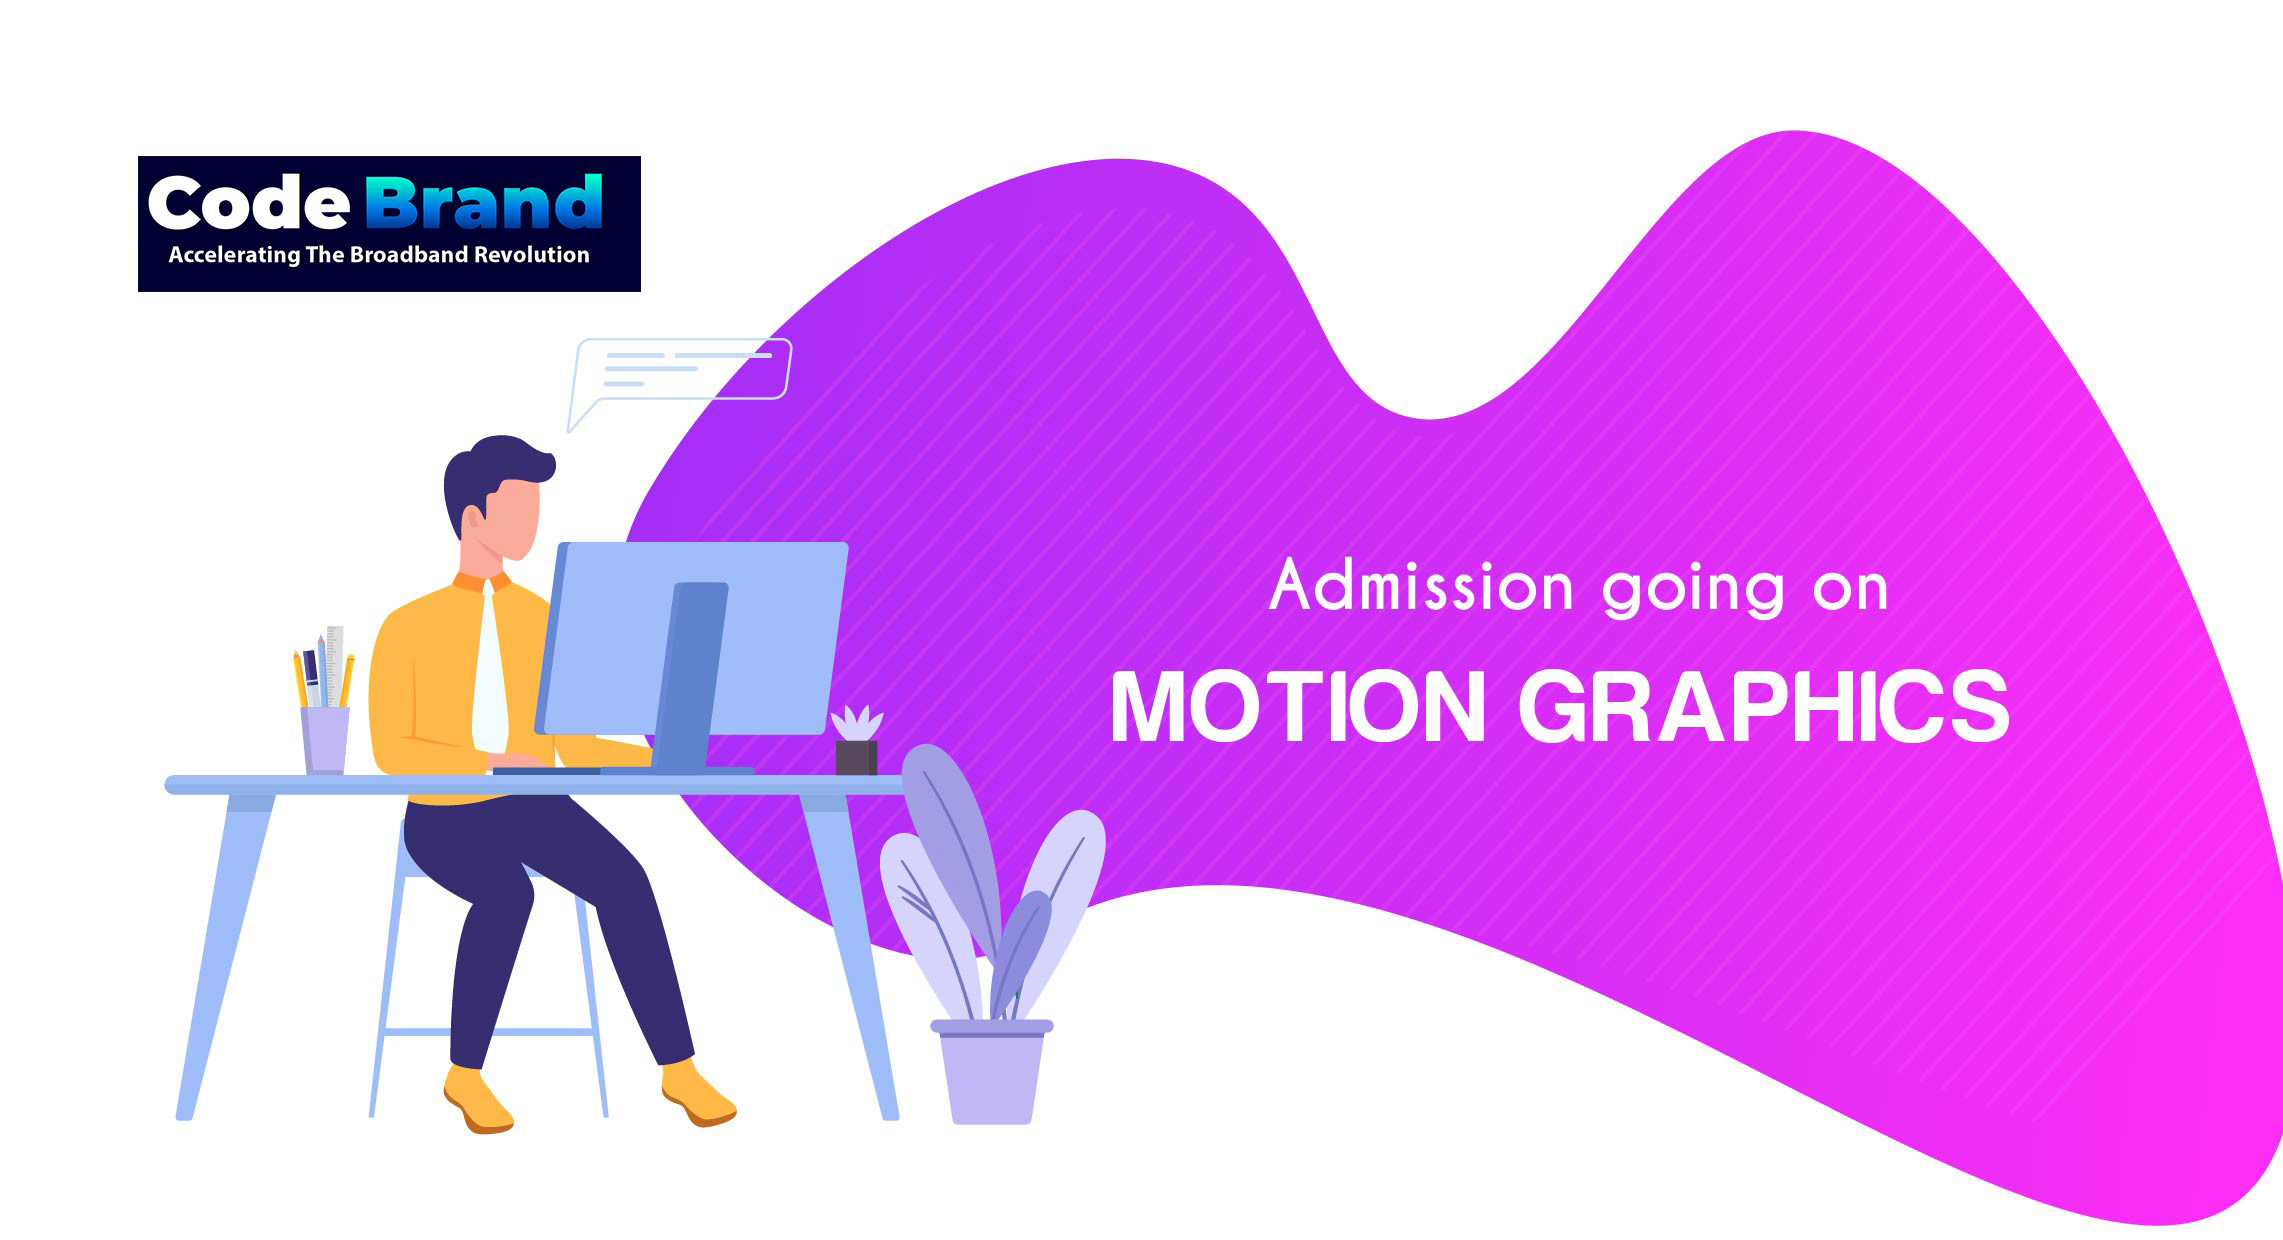 Code Brand
Accelerating The Broadband Revolution
Admission going on
MOTION GRAPHICS